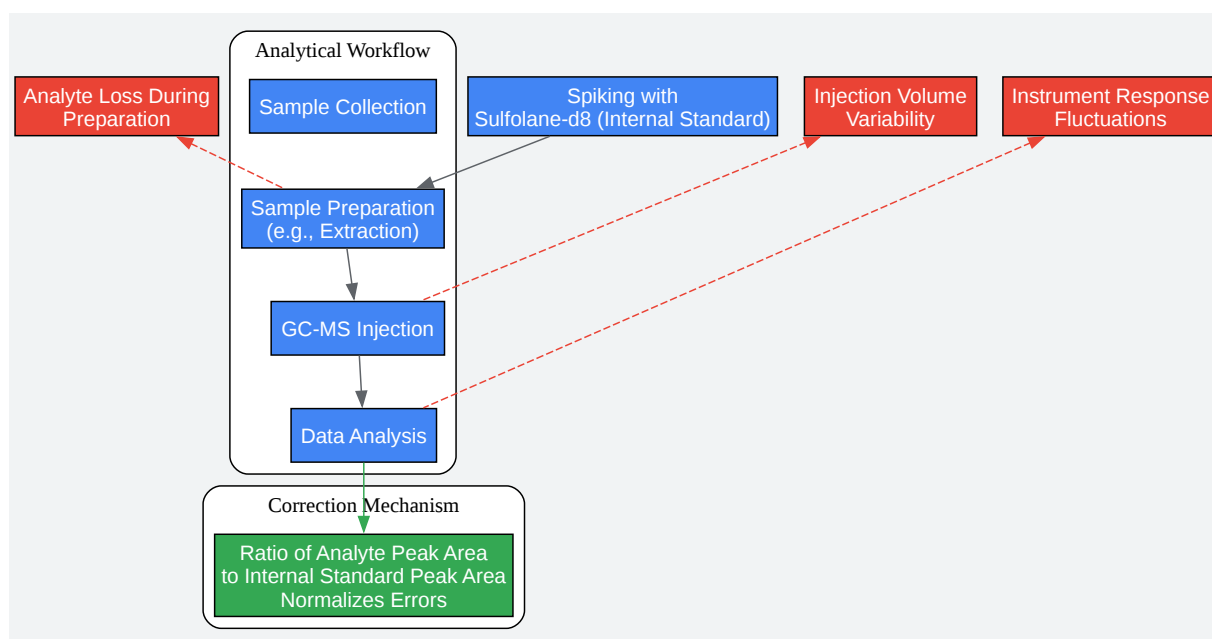 Analytical Workflow
Analyte Loss During
Preparation
Sample Collection
Spiking with
Sulfolane-d8 (Internal Standard)
Injection Volume
Variability
Instrument Response
Fluctuations
Sample Preparation
(e.g., Extraction)
GC-MS Injection
Data Analysis
Correction Mechanism
Ratio of Analyte Peak Area
to Internal Standard Peak Area
Normalizes Errors